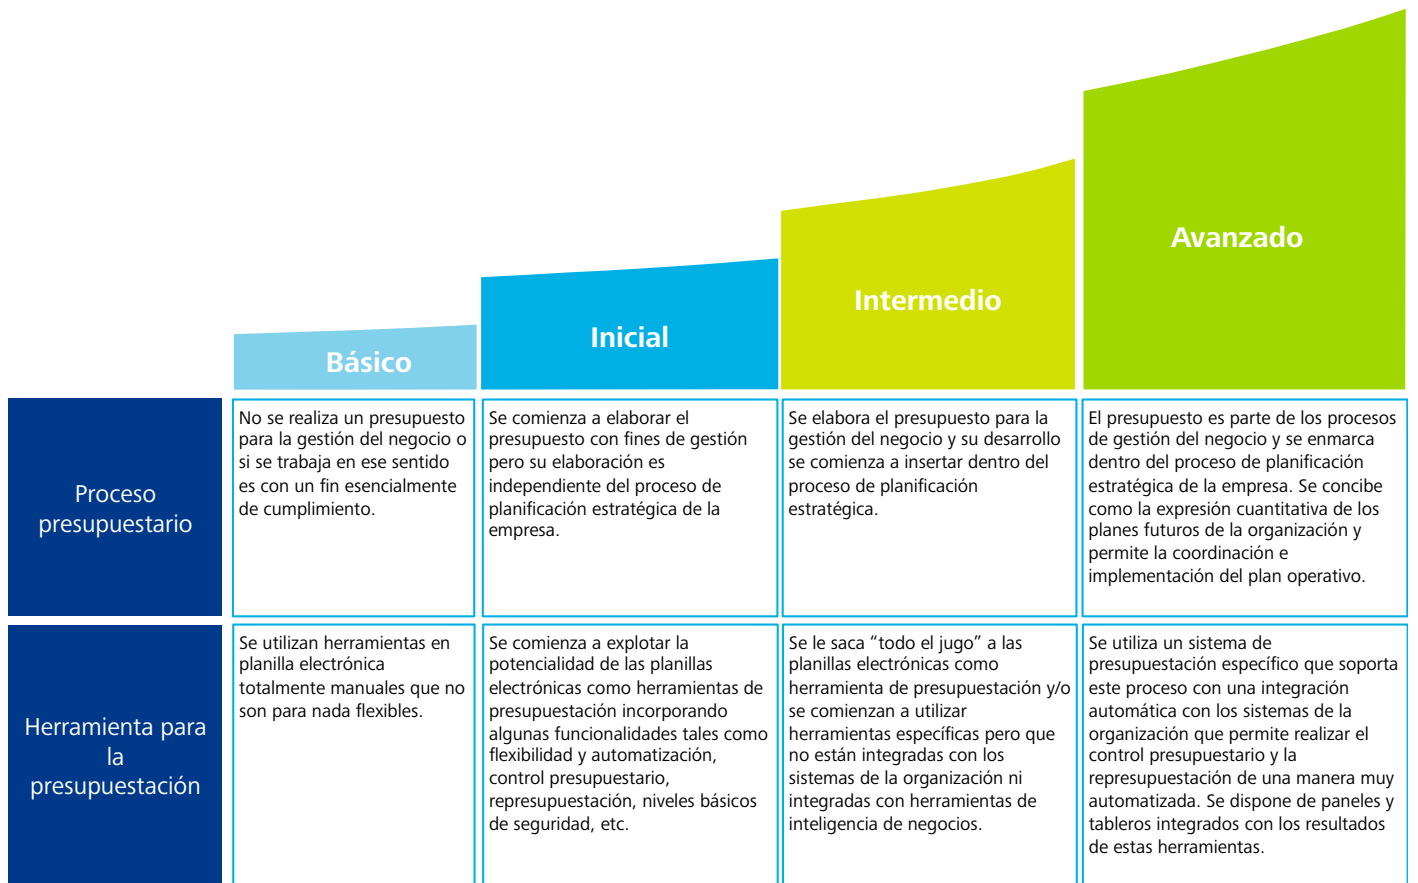 Básico
Inicial
Intermedio
Avanzado
Proceso
presupuestario
No se realiza un presupuesto
para la gestión del negocio o
si se trabaja en ese sentido
es con un fin esencialmente
de cumplimiento.
Se comienza a elaborar el
presupuesto con fines de gestión
pero su elaboración es
independiente del proceso de
planificación estratégica de la
empresa.
Se elabora el presupuesto para la
gestión del negocio y su desarrollo
se comienza a insertar dentro del
proceso de planificación
estratégica.
El presupuesto es parte de los procesos
de gestión del negocio y se enmarca
dentro del proceso de planificación
estratégica de la empresa. Se concibe
como la expresión cuantitativa de los
planes futuros de la organización y
permite la coordinación e
implementación del plan operativo.
Herramienta para
la
presupuestación
Se utilizan herramientas en
planilla electrónica
totalmente manuales que no
son para nada flexibles.
Se comienza a explotar la
potencialidad de las planillas
electrónicas como herramientas de
presupuestación incorporando
algunas funcionalidades tales como
flexibilidad y automatización,
control presupuestario,
represupuestación, niveles básicos
de seguridad, etc.
Se le saca “todo el jugo” a las
planillas electrónicas como
herramienta de presupuestación y/o
se comienzan a utilizar
herramientas específicas pero que
no están integradas con los
sistemas de la organización ni
integradas con herramientas de
inteligencia de negocios.
Se utiliza un sistema de
presupuestación específico que soporta
este proceso con una integración
automática con los sistemas de la
organización que permite realizar el
control presupuestario y la
represupuestación de una manera muy
automatizada. Se dispone de paneles y
tableros integrados con los resultados
de estas herramientas.